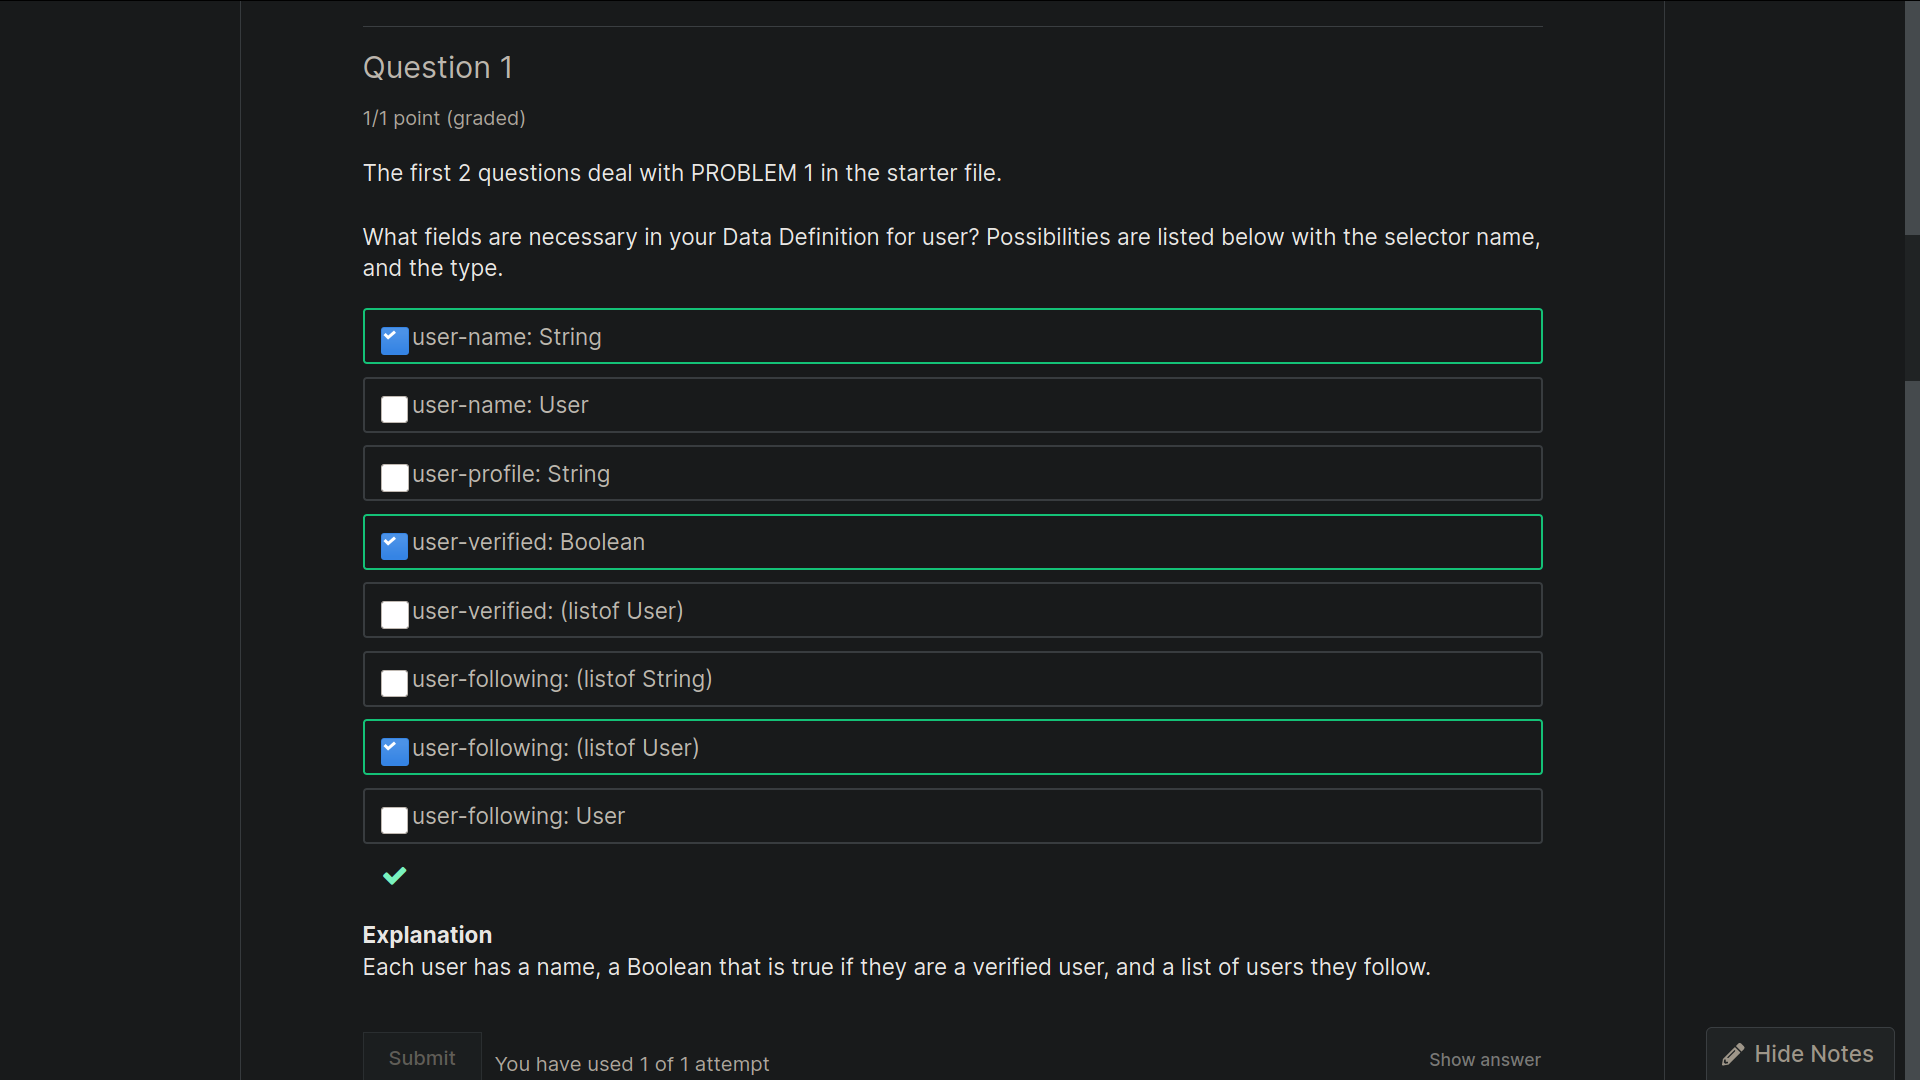 Question 1
1/1 point (graded)
The first 2 questions deal with PROBLEM 1 in the starter file.
What fields are necessary in your Data Definition for user? Possibilities are listed below with the selector name,
and the type.
user-name: String
user-name: User
user-profile: String
user-verified: Boolean
user-verified: (listof User)
user-following: (listof String)
user-following: (listof User)
user-following: User
Explanation
Each user has a name, a Boolean that is true if they are a verified user, and a list of users they follow.
Submit
You have used 1 of 1 attempt
Show answer
Hide Notes